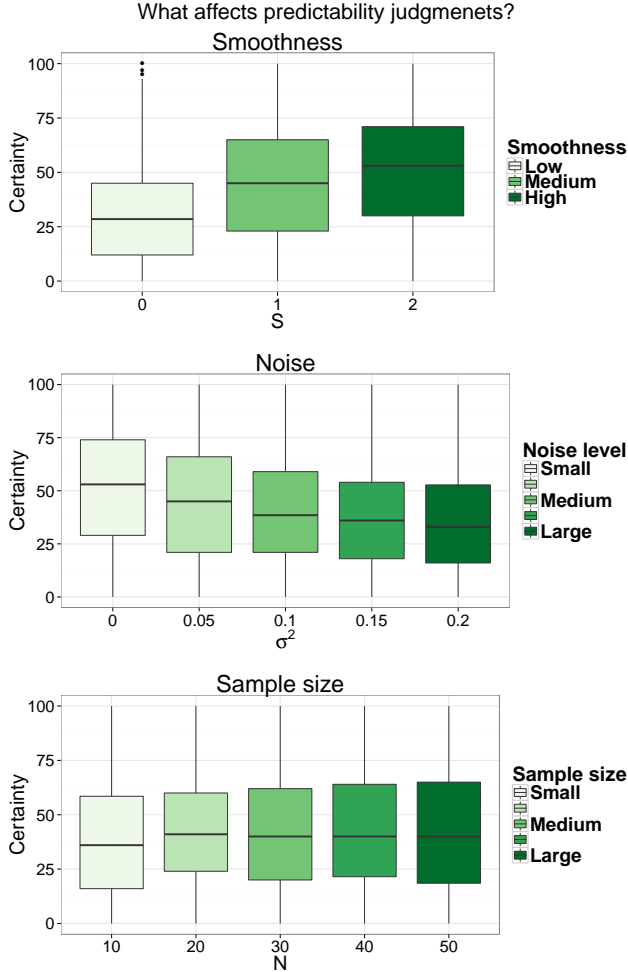 What affects predictability judgmenets?
Smoothness
100
75
50
25
0
Certainty
0 1 2
S
Smoothness
Low
Medium
High
Noise
100
75
50
25
0
Certainty
0 0.05 0.1 0.15 0.2
σ²
Noise level
Small
Medium
Large
Sample size
100
75
50
25
0
Certainty
10 20 30 40 50
N
Sample size
Small
Medium
Large